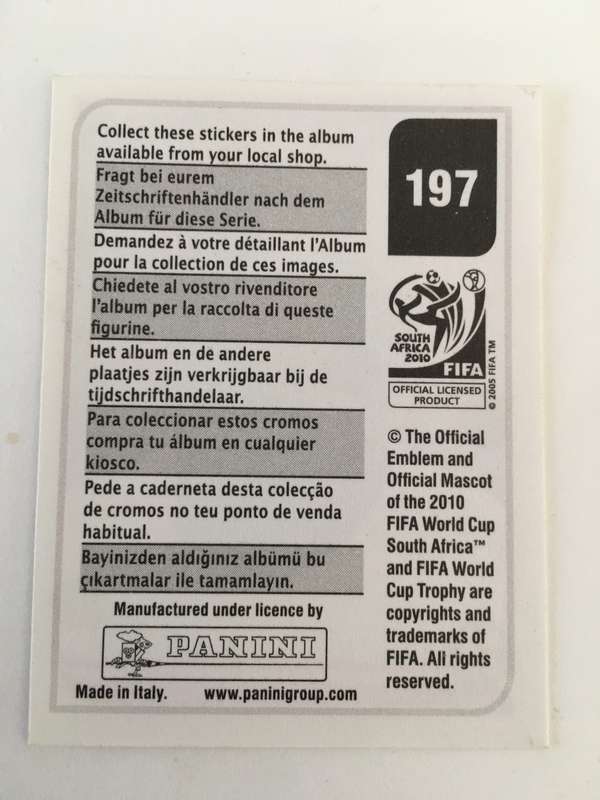 Collect these stickers in the album
available from your local shop.
Fragt bei eurem
Zeitschriftenhändler nach dem
Album für diese Serie.
Demandez à votre détaillant l'Album
pour la collection de ces images.
Chiedete al vostro rivenditore
l'album per la raccolta di queste
figurine.
Het album en de andere
plaatjes zijn verkrijgbaar bij de
tijdschrifthandelaar.
Para coleccionar estos cromos
compra tu álbum en cualquier
kiosco.
Pede a caderneta desta colecção
de cromos no teu ponto de venda
habitual.
Bayinizden aldığınız albümü bu
çıkartmalar ile tamamlayın.
Manufactured under licence by
PANINI
Made in Italy. www.paninigroup.com
197
SOUTH
AFRICA
2010
FIFA
OFFICIAL LICENSED
PRODUCT
© 2005 FIFA TM
© The Official
Emblem and
Official Mascot
of the 2010
FIFA World Cup
South Africa™
and FIFA World
Cup Trophy are
copyrights and
trademarks of
FIFA. All rights
reserved.